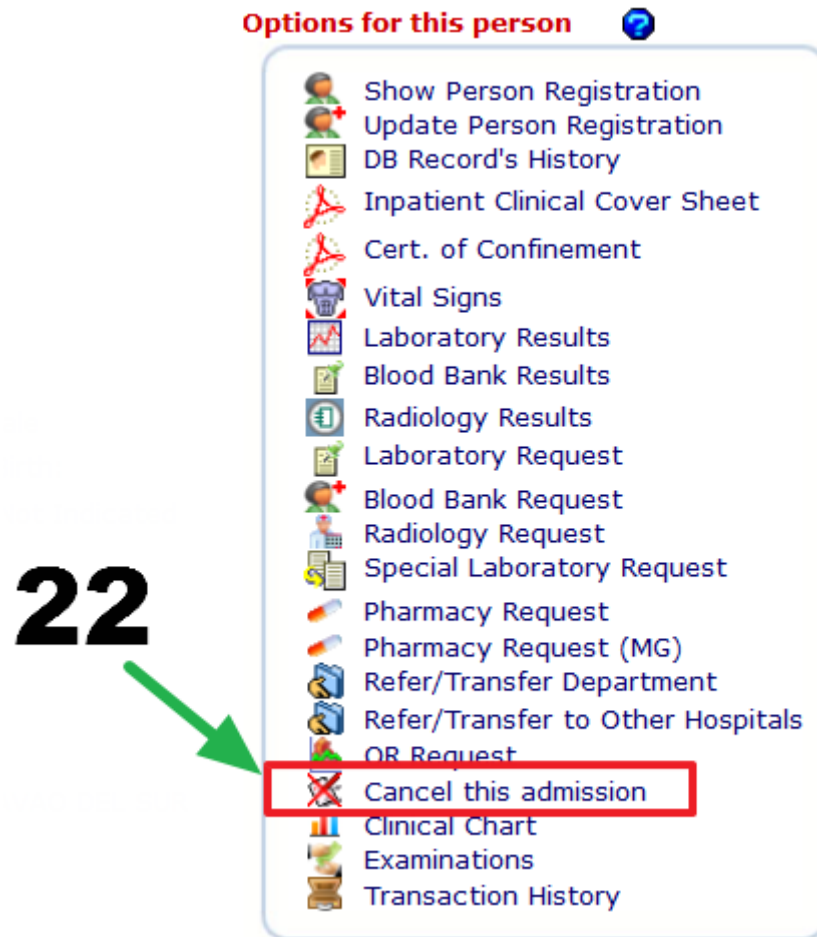 Options for this person
Show Person Registration
Update Person Registration
DB Record's History
Inpatient Clinical Cover Sheet
Cert. of Confinement
Vital Signs
Laboratory Results
Blood Bank Results
Radiology Results
Laboratory Request
Blood Bank Request
Radiology Request
Special Laboratory Request
22
Pharmacy Request
Pharmacy Request (MG)
Refer/Transfer Department
Refer/Transfer to Other Hospitals
OR Request
Cancel this admission
Clinical Chart
Examinations
Transaction History